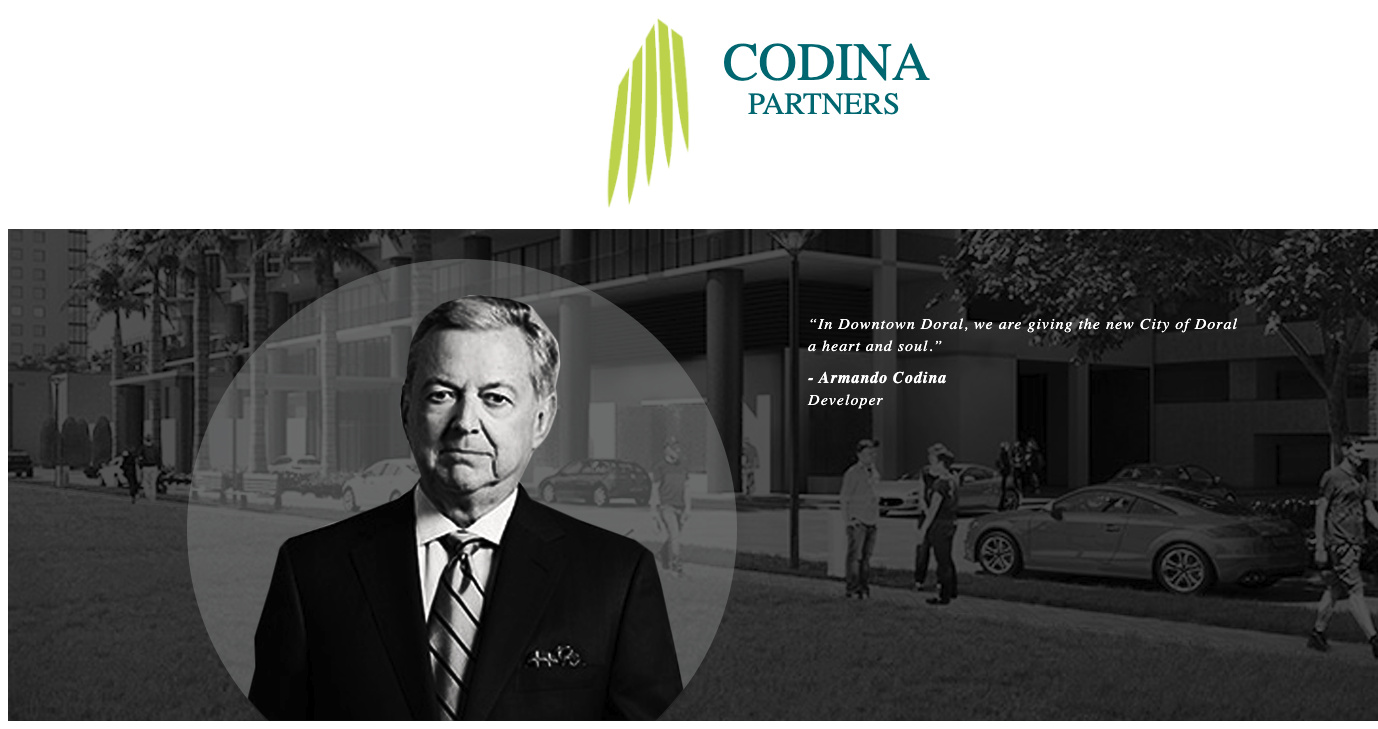 CODINA
PARTNERS
“In Downtown Doral, we are giving the new City of Doral
a heart and soul.”
- Armando Codina
Developer